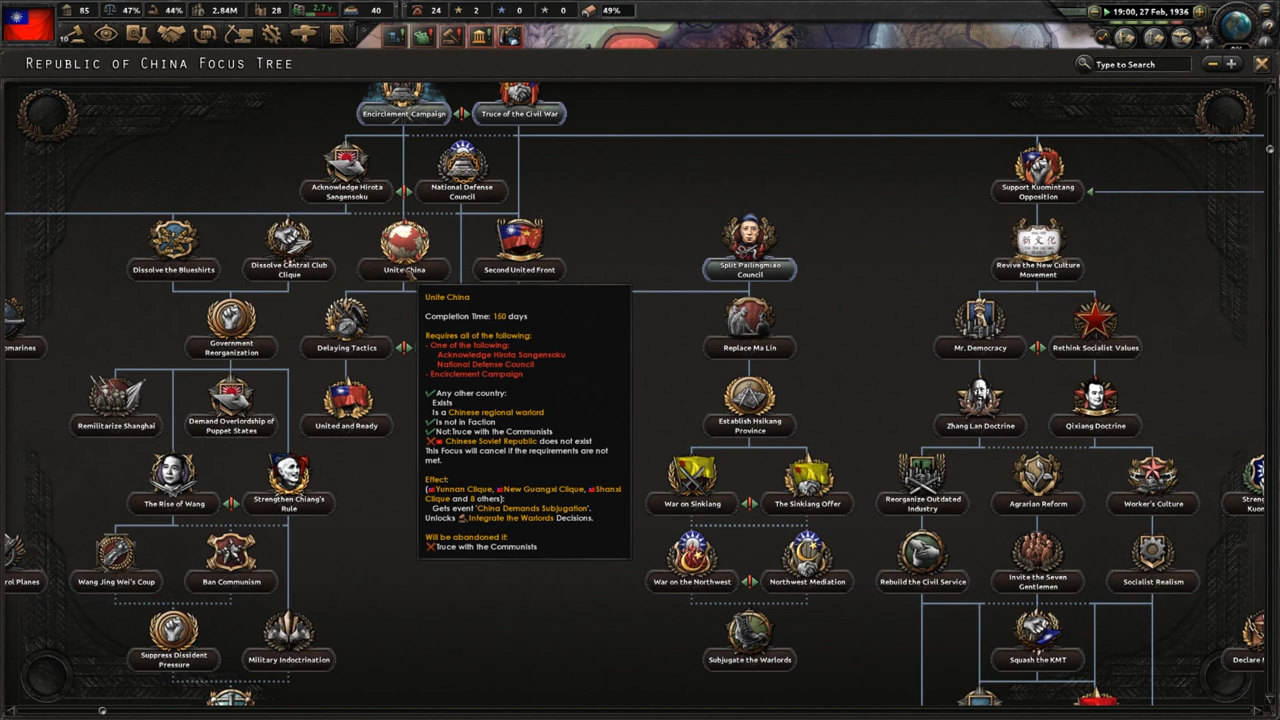 85 47% 44% 2.84M 28 2.7 y 40 24 2 0 0 49%
19:00, 27 Feb, 1936
10
REPUBLIC OF CHINA FOCUS TREE
Type to Search
Encirclement Campaign
Truce of the Civil War
Acknowledge Hirota Sangensoku
National Defense Council
Support Kuomintang Opposition
新文化
Dissolve the Blueshirts
Dissolve Central Club Clique
Unite China
Second United Front
Split Pailingmiao Council
Revive the New Culture Movement
Unite China
Completion Time: 150 days
Requires all of the following:
- One of the following:
Acknowledge Hirota Sangensoku
National Defense Council
- Encirclement Campaign
Any other country:
Exists
Is a Chinese regional warlord
Is not in Faction
Not: Truce with the Communists
Chinese Soviet Republic does not exist
This Focus will cancel if the requirements are not
met.
Effect:
(Yunnan Clique, New Guangxi Clique, Shanxi
Clique and 8 others):
Gets event 'China Demands Subjugation'.
Unlocks Integrate the Warlords Decisions.
Will be abandoned if:
Truce with the Communists
omarines
Government Reorganization
Delaying Tactics
Replace Ma Lin
Mr. Democracy
Rethink Socialist Values
Remilitarize Shanghai
Demand Overlordship of Puppet States
United and Ready
Establish Hsikang Province
Zhang Lan Doctrine
Qixiang Doctrine
The Rise of Wang
Strengthen Chiang's Rule
War on Sinkiang
The Sinkiang Offer
Reorganize Outdated Industry
Agrarian Reform
Worker's Culture
Streng
Kuo
rol Planes
Wang Jing Wei's Coup
Ban Communism
War on the Northwest
Northwest Mediation
Rebuild the Civil Service
Invite the Seven Gentlemen
Socialist Realism
Suppress Dissident Pressure
Military Indoctrination
Subjugate the Warlords
Squash the KMT
Declare